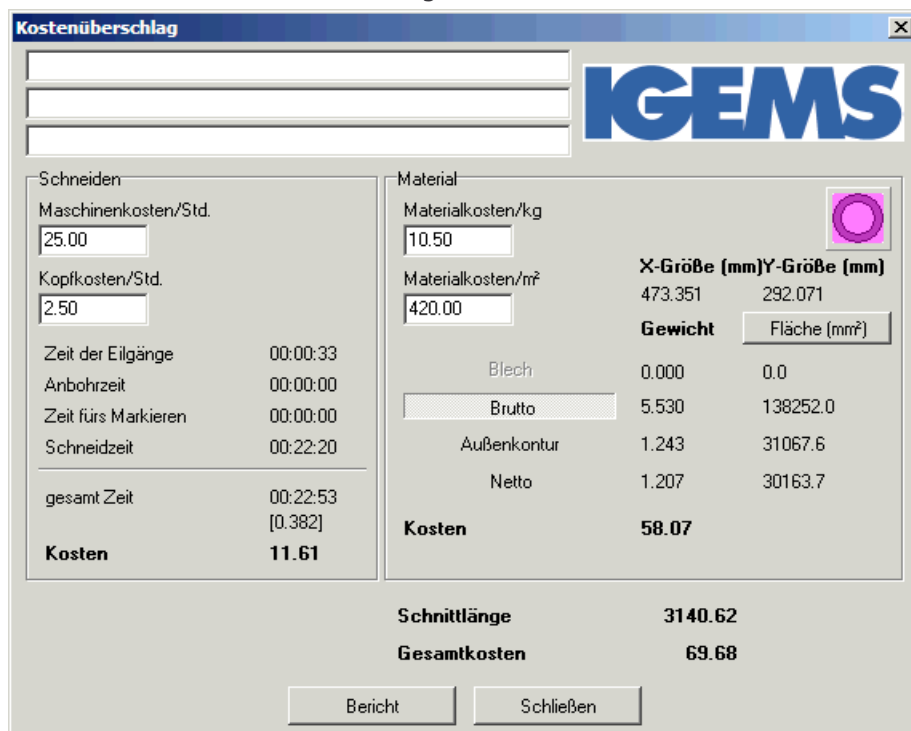 Kostenüberschlag
IGEMS
Schneiden
Maschinenkosten/Std.
25.00
Kopfkosten/Std.
2.50
Zeit der Eilgänge 00:00:33
Anbohrzeit 00:00:00
Zeit fürs Markieren 00:00:00
Schneidzeit 00:22:20
gesamt Zeit 00:22:53
[0.382]
Kosten 11.61
Material
Materialkosten/kg
10.50
Materialkosten/m²
420.00
X-Größe (mm)Y-Größe (mm)
473.351 292.071
Gewicht Fläche (mm²)
Blech 0.000 0.0
Brutto 5.530 138252.0
Außenkontur 1.243 31067.6
Netto 1.207 30163.7
Kosten 58.07
Schnittlänge 3140.62
Gesamtkosten 69.68
Bericht Schließen